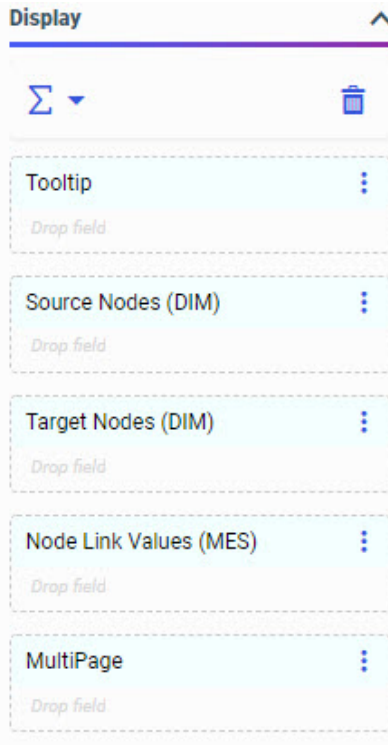 Display
Tooltip
Drop field
Source Nodes (DIM)
Drop field
Target Nodes (DIM)
Drop field
Node Link Values (MES)
Drop field
MultiPage
Drop field